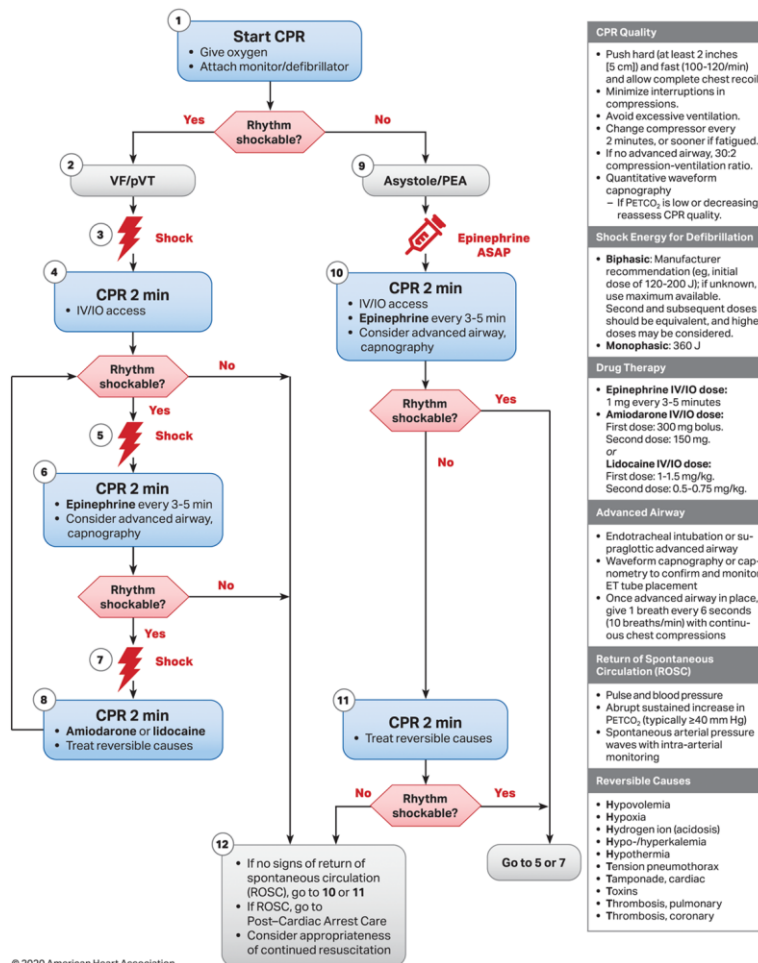 1
Start CPR
• Give oxygen
• Attach monitor/defibrillator
Rhythm
shockable?
Yes
No
2
VF/pVT
3
Shock
4
CPR 2 min
• IV/IO access
Rhythm
shockable?
No
Yes
5
Shock
6
CPR 2 min
• Epinephrine every 3-5 min
• Consider advanced airway,
capnography
Rhythm
shockable?
No
Yes
7
Shock
8
CPR 2 min
• Amiodarone or lidocaine
• Treat reversible causes
9
Asystole/PEA
Epinephrine
ASAP
10
CPR 2 min
• IV/IO access
• Epinephrine every 3-5 min
• Consider advanced airway,
capnography
Rhythm
shockable?
Yes
No
11
CPR 2 min
• Treat reversible causes
Rhythm
shockable?
No
Yes
12
• If no signs of return of
spontaneous circulation
(ROSC), go to 10 or 11
• If ROSC, go to
Post–Cardiac Arrest Care
• Consider appropriateness
of continued resuscitation
Go to 5 or 7
CPR Quality
• Push hard (at least 2 inches
[5 cm]) and fast (100-120/min)
and allow complete chest recoil
• Minimize interruptions in
compressions.
• Avoid excessive ventilation.
• Change compressor every
2 minutes, or sooner if fatigued.
• If no advanced airway, 30:2
compression-ventilation ratio.
• Quantitative waveform
capnography
– If PETCO₂ is low or decreasing
reassess CPR quality.
Shock Energy for Defibrillation
• Biphasic: Manufacturer
recommendation (eg, initial
dose of 120-200 J); if unknown,
use maximum available.
Second and subsequent doses
should be equivalent, and highe
doses may be considered.
• Monophasic: 360 J
Drug Therapy
• Epinephrine IV/IO dose:
1 mg every 3-5 minutes
• Amiodarone IV/IO dose:
First dose: 300 mg bolus.
Second dose: 150 mg.
or
Lidocaine IV/IO dose:
First dose: 1-1.5 mg/kg.
Second dose: 0.5-0.75 mg/kg.
Advanced Airway
• Endotracheal intubation or su-
praglottic advanced airway
• Waveform capnography or cap-
nometry to confirm and monito
ET tube placement
• Once advanced airway in place,
give 1 breath every 6 seconds
(10 breaths/min) with continu-
ous chest compressions
Return of Spontaneous
Circulation (ROSC)
• Pulse and blood pressure
• Abrupt sustained increase in
PETCO₂ (typically ≥40 mm Hg)
• Spontaneous arterial pressure
waves with intra-arterial
monitoring
Reversible Causes
• Hypovolemia
• Hypoxia
• Hydrogen ion (acidosis)
• Hypo-/hyperkalemia
• Hypothermia
• Tension pneumothorax
• Tamponade, cardiac
• Toxins
• Thrombosis, pulmonary
• Thrombosis, coronary
© 2020 American Heart Association